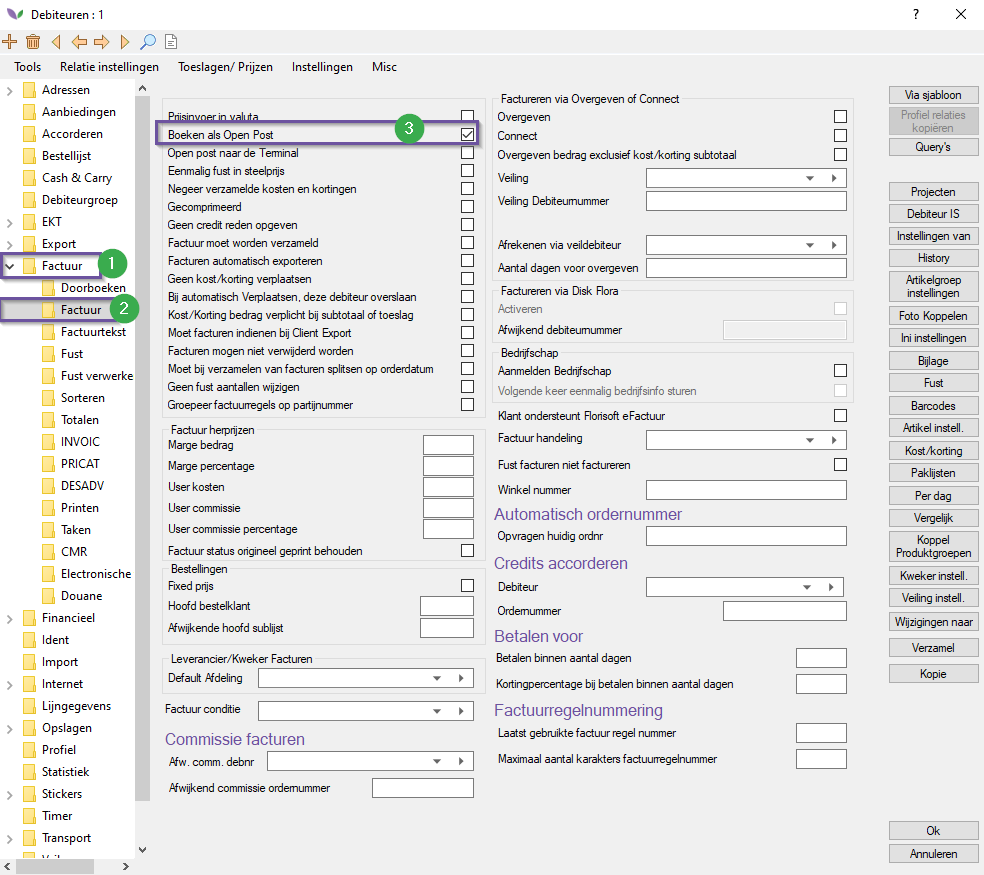 Debiteuren : 1
?
Tools Relatie instellingen Toeslagen/ Prijzen Instellingen Misc
Adressen
Aanbiedingen
Accorderen
Bestellijst
Cash & Carry
Debiteurgroep
EKT
Export
Factuur
1
Doorboeken
Factuur
2
Factuurtekst
Fust
Fust verwerke
Sorteren
Totalen
INVOIC
PRICAT
DESADV
Printen
Taken
CMR
Electronische
Douane
Financieel
Ident
Import
Internet
Lijngegevens
Opslagen
Profiel
Statistiek
Stickers
Timer
Transport
Prijsinvoer in valuta
Boeken als Open Post
3
Open post naar de Terminal
Eenmalig fust in steelprijs
Negeer verzamelde kosten en kortingen
Gecomprimeerd
Geen credit reden opgeven
Factuur moet worden verzameld
Facturen automatisch exporteren
Geen kost/korting verplaatsen
Bij automatisch Verplaatsen, deze debiteur overslaan
Kost/Korting bedrag verplicht bij subtotaal of toeslag
Moet facturen indienen bij Client Export
Facturen mogen niet verwijderd worden
Moet bij verzamelen van facturen splitsen op orderdatum
Geen fust aantallen wijzigen
Groepeer factuurregels op partijnummer
Factuur herprijzen
Marge bedrag
Marge percentage
User kosten
User commissie
User commissie percentage
Factuur status origineel geprint behouden
Bestellingen
Fixed prijs
Hoofd bestelklant
Afwijkende hoofd sublijst
Leverancier/Kweker Facturen
Default Afdeling
Factuur conditie
Commissie facturen
Afw. comm. debnr
Afwijkend commissie ordernummer
Factureren via Overgeven of Connect
Overgeven
Connect
Overgeven bedrag exclusief kost/korting subtotaal
Veiling
Veiling Debiteurnummer
Afrekenen via veildebiteur
Aantal dagen voor overgeven
Factureren via Disk Flora
Activeren
Afwijkend debiteurnummer
Bedrijfschap
Aanmelden Bedrijfschap
Volgende keer eenmalig bedrijfsinfo sturen
Klant ondersteunt Florisoft eFactuur
Factuur handeling
Fust facturen niet factureren
Winkel nummer
Automatisch ordernummer
Opvragen huidig ordnr
Credits accorderen
Debiteur
Ordernummer
Betalen voor
Betalen binnen aantal dagen
Kortingpercentage bij betalen binnen aantal dagen
Factuurregelnummering
Laatst gebruikte factuur regel nummer
Maximaal aantal karakters factuurregelnummer
Via sjabloon
Profiel relaties
kopiëren
Query's
Projecten
Debiteur IS
Instellingen van
History
Artikelgroep
instellingen
Foto Koppelen
Ini instellingen
Bijlage
Fust
Barcodes
Artikel instell.
Kost/korting
Paklijsten
Per dag
Vergelijk
Koppel
Produktgroepen
Kweker instell.
Veiling instell.
Wijzigingen naar
Verzamel
Kopie
Ok
Annuleren